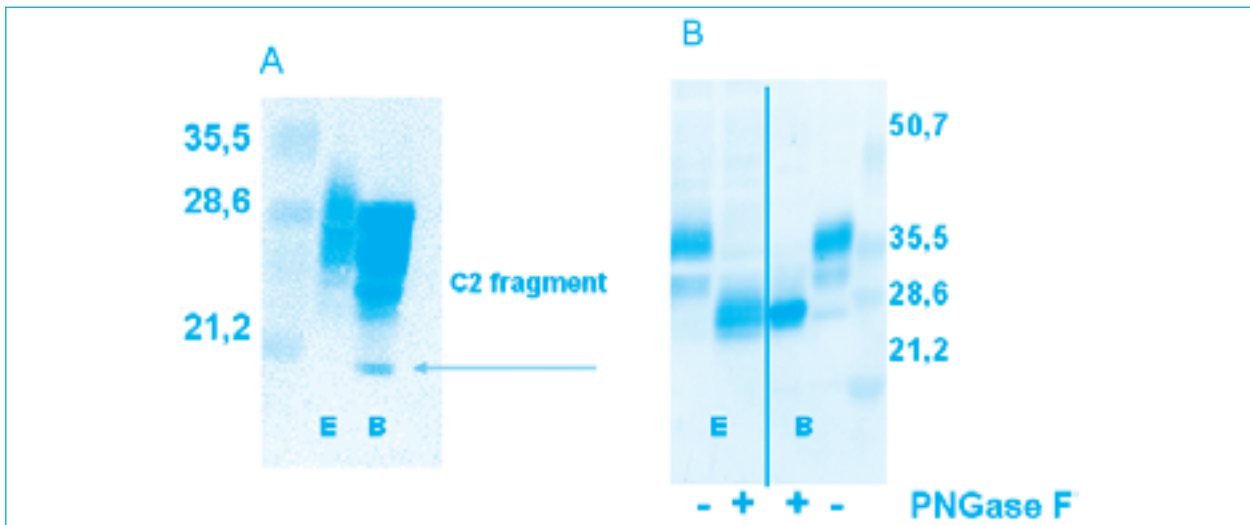 A
35,5
28,6
21,2
C2 fragment
E B
B
50,7
35,5
28,6
21,2
E B
- + + - PNGase F